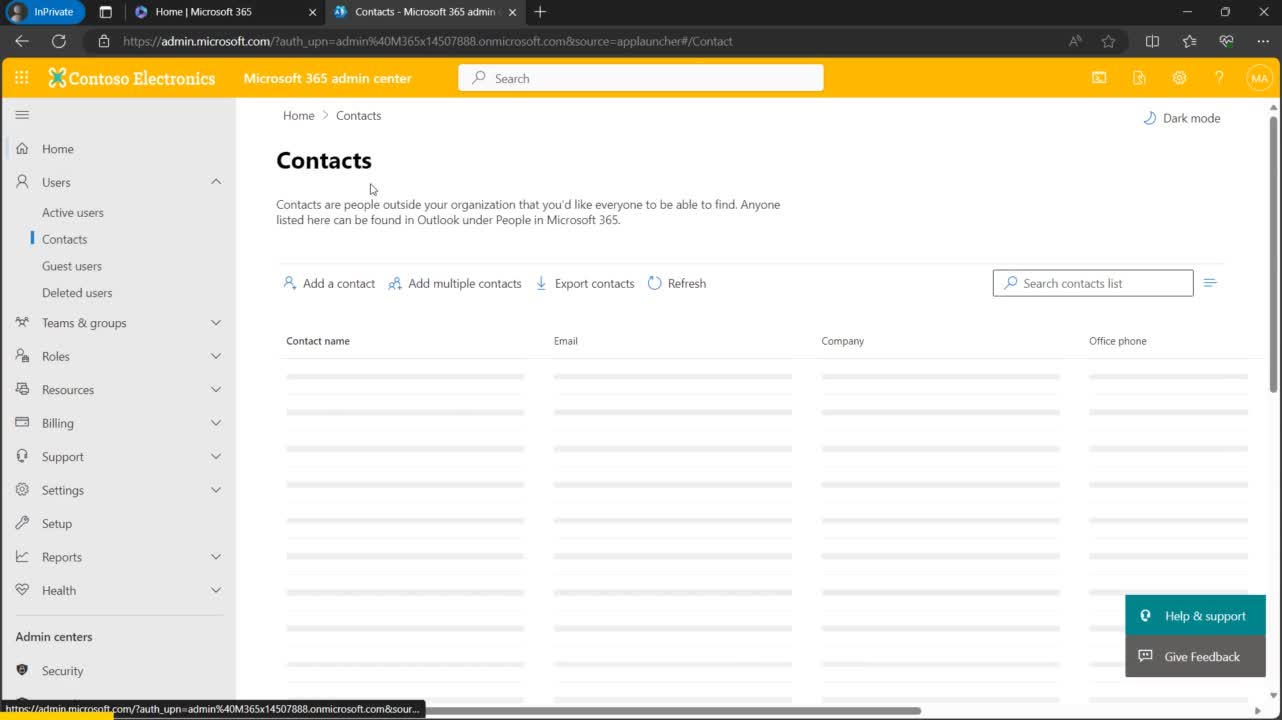 InPrivate
Home | Microsoft 365
Contacts - Microsoft 365 admin
https://admin.microsoft.com/?auth_upn=admin%40M365x14507888.onmicrosoft.com&source=applauncher#/Contact
Contoso Electronics
Microsoft 365 admin center
Search
MA
Home > Contacts
Dark mode
Home
Users
Active users
Contacts
Guest users
Deleted users
Teams & groups
Roles
Resources
Billing
Support
Settings
Setup
Reports
Health
Admin centers
Security
Contacts
Contacts are people outside your organization that you'd like everyone to be able to find. Anyone
listed here can be found in Outlook under People in Microsoft 365.
Add a contact
Add multiple contacts
Export contacts
Refresh
Search contacts list
Contact name
Email
Company
Office phone
Help & support
Give Feedback
https://admin.microsoft.com/?auth_upn=admin%40M365x14507888.onmicrosoft.com&sour...